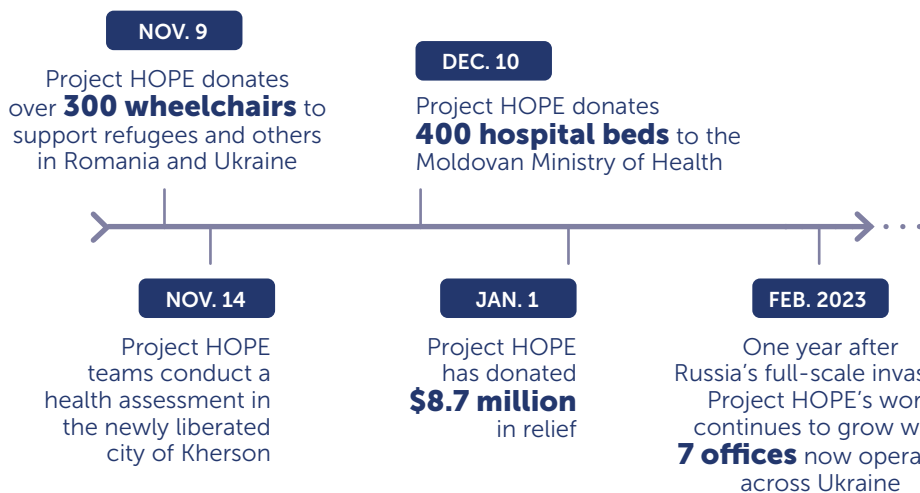 NOV. 9
Project HOPE donates
over 300 wheelchairs to
support refugees and others
in Romania and Ukraine
DEC. 10
Project HOPE donates
400 hospital beds to the
Moldovan Ministry of Health
NOV. 14
Project HOPE
teams conduct a
health assessment in
the newly liberated
city of Kherson
JAN. 1
Project HOPE
has donated
$8.7 million
in relief
FEB. 2023
One year after
Russia’s full-scale
Project HOPE’s
continues to grow
7 offices now
across Ukraine